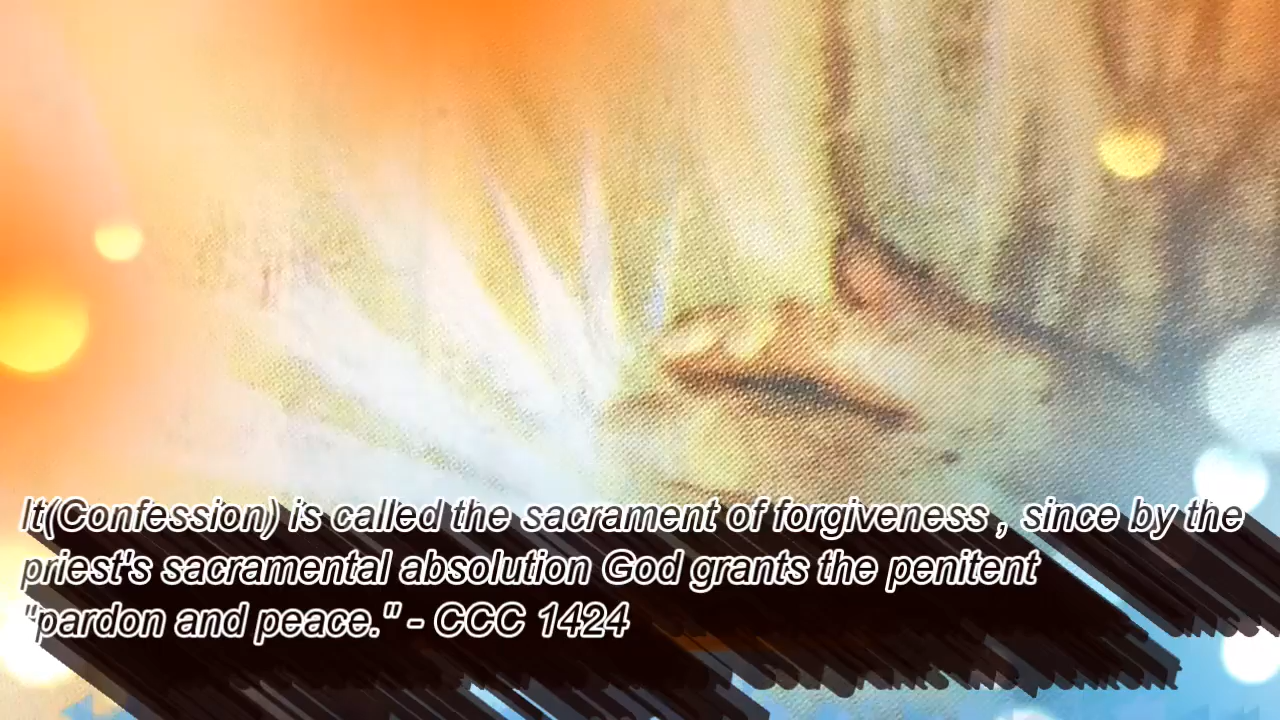 It(Confession) is called the sacrament of forgiveness , since by the
priest's sacramental absolution God grants the penitent
"pardon and peace." - CCC 1424